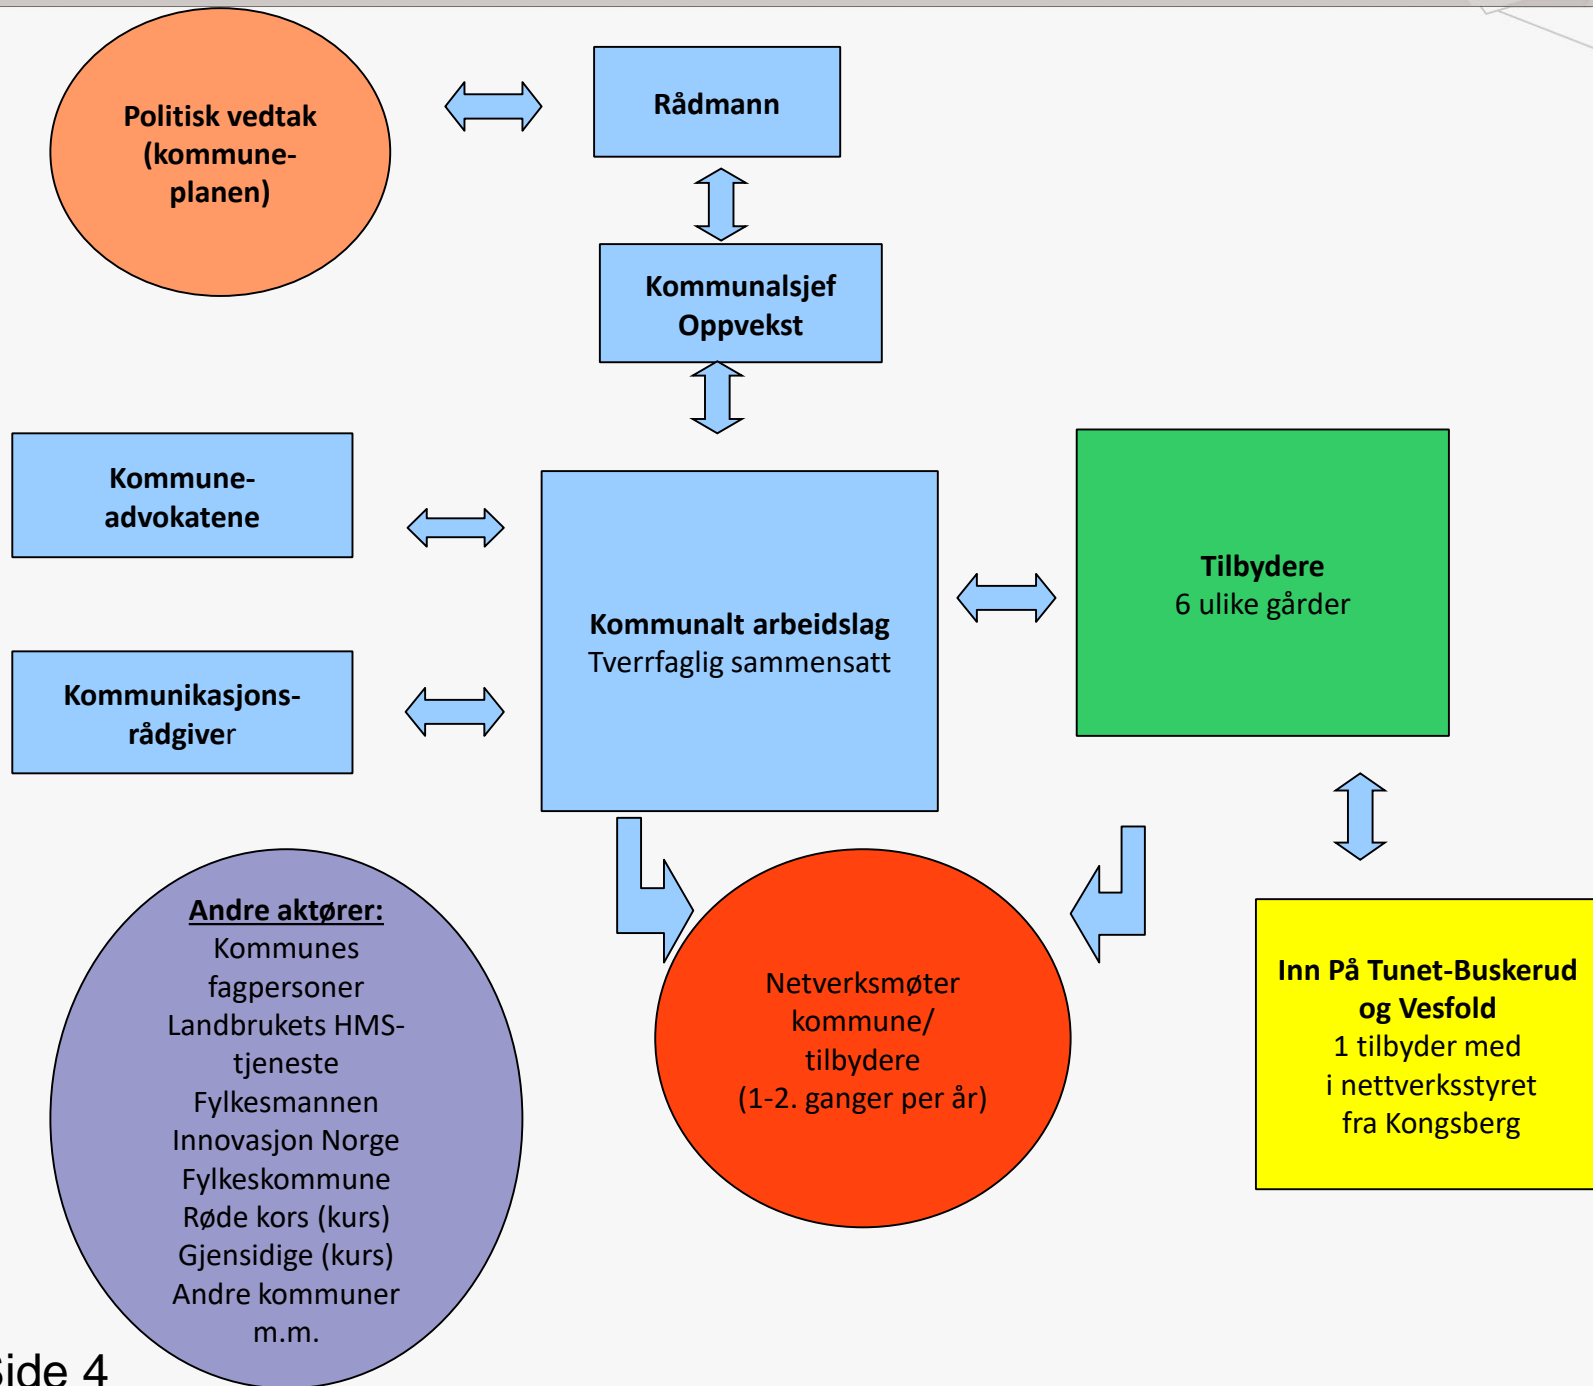 Politisk vedtak
(kommune-
planen)
Rådmann
Kommunalsjef
Oppvekst
Kommune-
advokatene
Kommunikasjons-
rådgiver
Kommunalt arbeidslag
Tverrfaglig sammensatt
Tilbydere
6 ulike gårder
Andre aktører:
Kommunes
fagpersoner
Landbrukets HMS-
tjeneste
Fylkesmannen
Innovasjon Norge
Fylkeskommune
Røde kors (kurs)
Gjensidige (kurs)
Andre kommuner
m.m.
Netverksmøter
kommune/
tilbydere
(1-2. ganger per år)
Inn På Tunet-Buskerud
og Vesfold
1 tilbyder med
i nettverksstyret
fra Kongsberg
Side 4